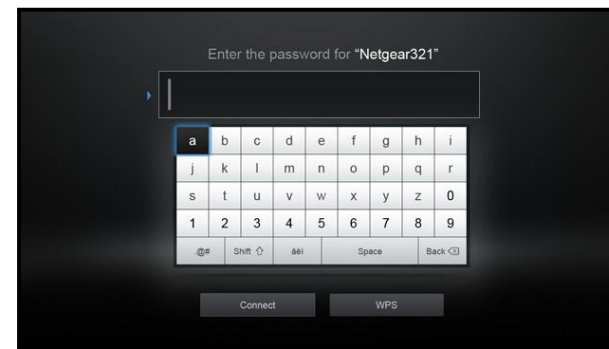 Enter the password for “Netgear321”
a b c d e f g h i
j k l m n o p q r
s t u v w x y z 0
1 2 3 4 5 6 7 8 9
.@# Shift âéï Space Back
Connect WPS